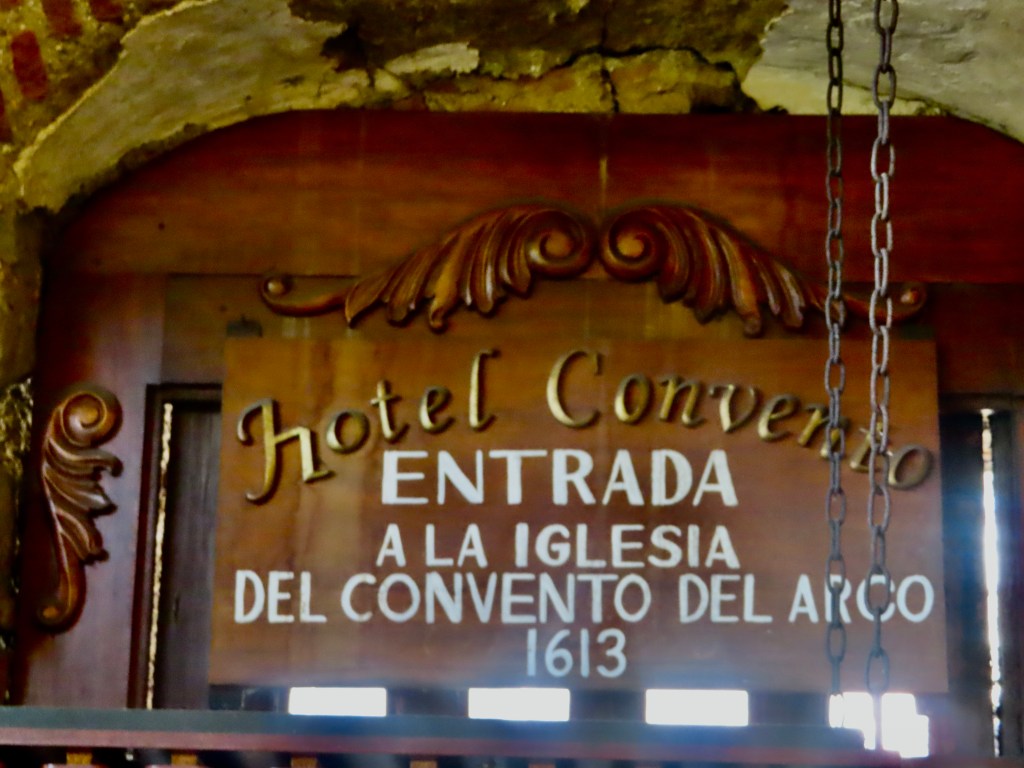 Hotel Convento
ENTRADA
A LA IGLESIA
DEL CONVENTO DEL ARCO
1613